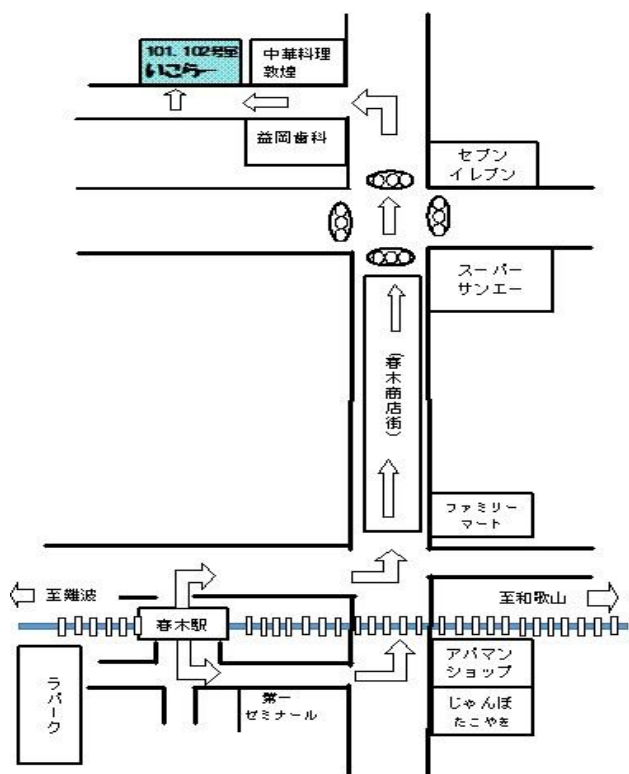 101. 102号室
いこらー
中華料理
敦煌
益岡歯科
セブン
イレブン
スーパー
サンエー
(春木商店街)
ファミリー
マート
至難波
春木駅
至和歌山
ラパーク
第一
ゼミナール
アパマン
ショップ
じゃんぼ
たこやき